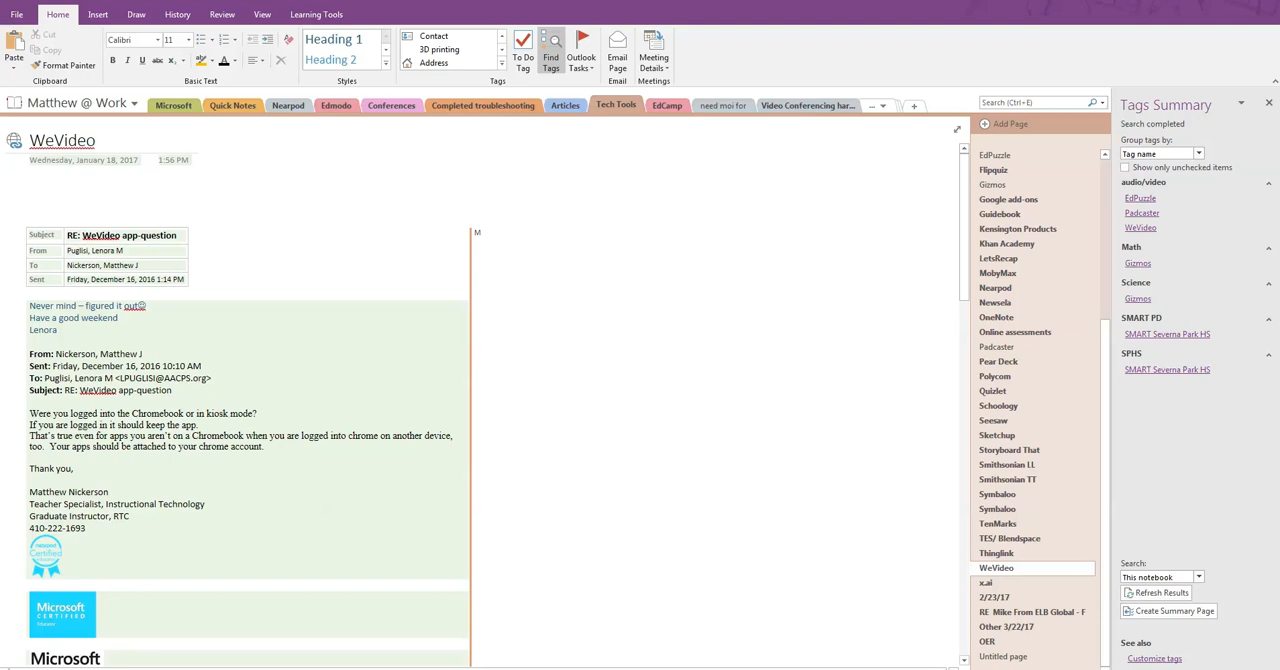 File Home Insert Draw History Review View Learning Tools
Paste Cut Copy Format Painter
Clipboard
Calibri 11
B I U abc x A
Basic Text
Heading 1
Heading 2
Styles
Contact
3D printing
Address
Tags
To Do Tag
Find Tags
Outlook Tasks
Email Page
Email
Meeting Details
Meetings
Matthew @ Work
Microsoft Quick Notes Nearpod Edmodo Conferences Completed troubleshooting Articles Tech Tools EdCamp need moi for Video Conferencing har... ... +
Search (Ctrl+E)
WeVideo
Wednesday, January 18, 2017 1:56 PM
Subject RE: WeVideo app-question
From Puglisi, Lenora M
To Nickerson, Matthew J
Sent Friday, December 16, 2016 1:14 PM
M
Never mind – figured it out☺
Have a good weekend
Lenora
From: Nickerson, Matthew J
Sent: Friday, December 16, 2016 10:10 AM
To: Puglisi, Lenora M <LPUGLISI@AACPS.org>
Subject: RE: WeVideo app-question
Were you logged into the Chromebook or in kiosk mode?
If you are logged in it should keep the app.
That's true even for apps you aren't on a Chromebook when you are logged into chrome on another device,
too. Your apps should be attached to your chrome account.
Thank you,
Matthew Nickerson
Teacher Specialist, Instructional Technology
Graduate Instructor, RTC
410-222-1693
Certified
Microsoft
CERTIFIED
Educator
Microsoft
Add Page
EdPuzzle
Flipquiz
Gizmos
Google add-ons
Guidebook
Kensington Products
Khan Academy
LetsRecap
MobyMax
Nearpod
Newsela
OneNote
Online assessments
Padcaster
Pear Deck
Polycom
Quizlet
Schoology
Seesaw
Sketchup
Storyboard That
Smithsonian LL
Smithsonian TT
Symbaloo
Symbaloo
TenMarks
TES/ Blendspace
Thinglink
WeVideo
x.ai
2/23/17
RE Mike From ELB Global - F
Other 3/22/17
OER
Untitled page
Tags Summary
Search completed
Group tags by:
Tag name
Show only unchecked items
audio/video
EdPuzzle
Padcaster
WeVideo
Math
Gizmos
Science
Gizmos
SMART PD
SMART Severna Park HS
SPHS
SMART Severna Park HS
Search:
This notebook
Refresh Results
Create Summary Page
See also
Customize tags